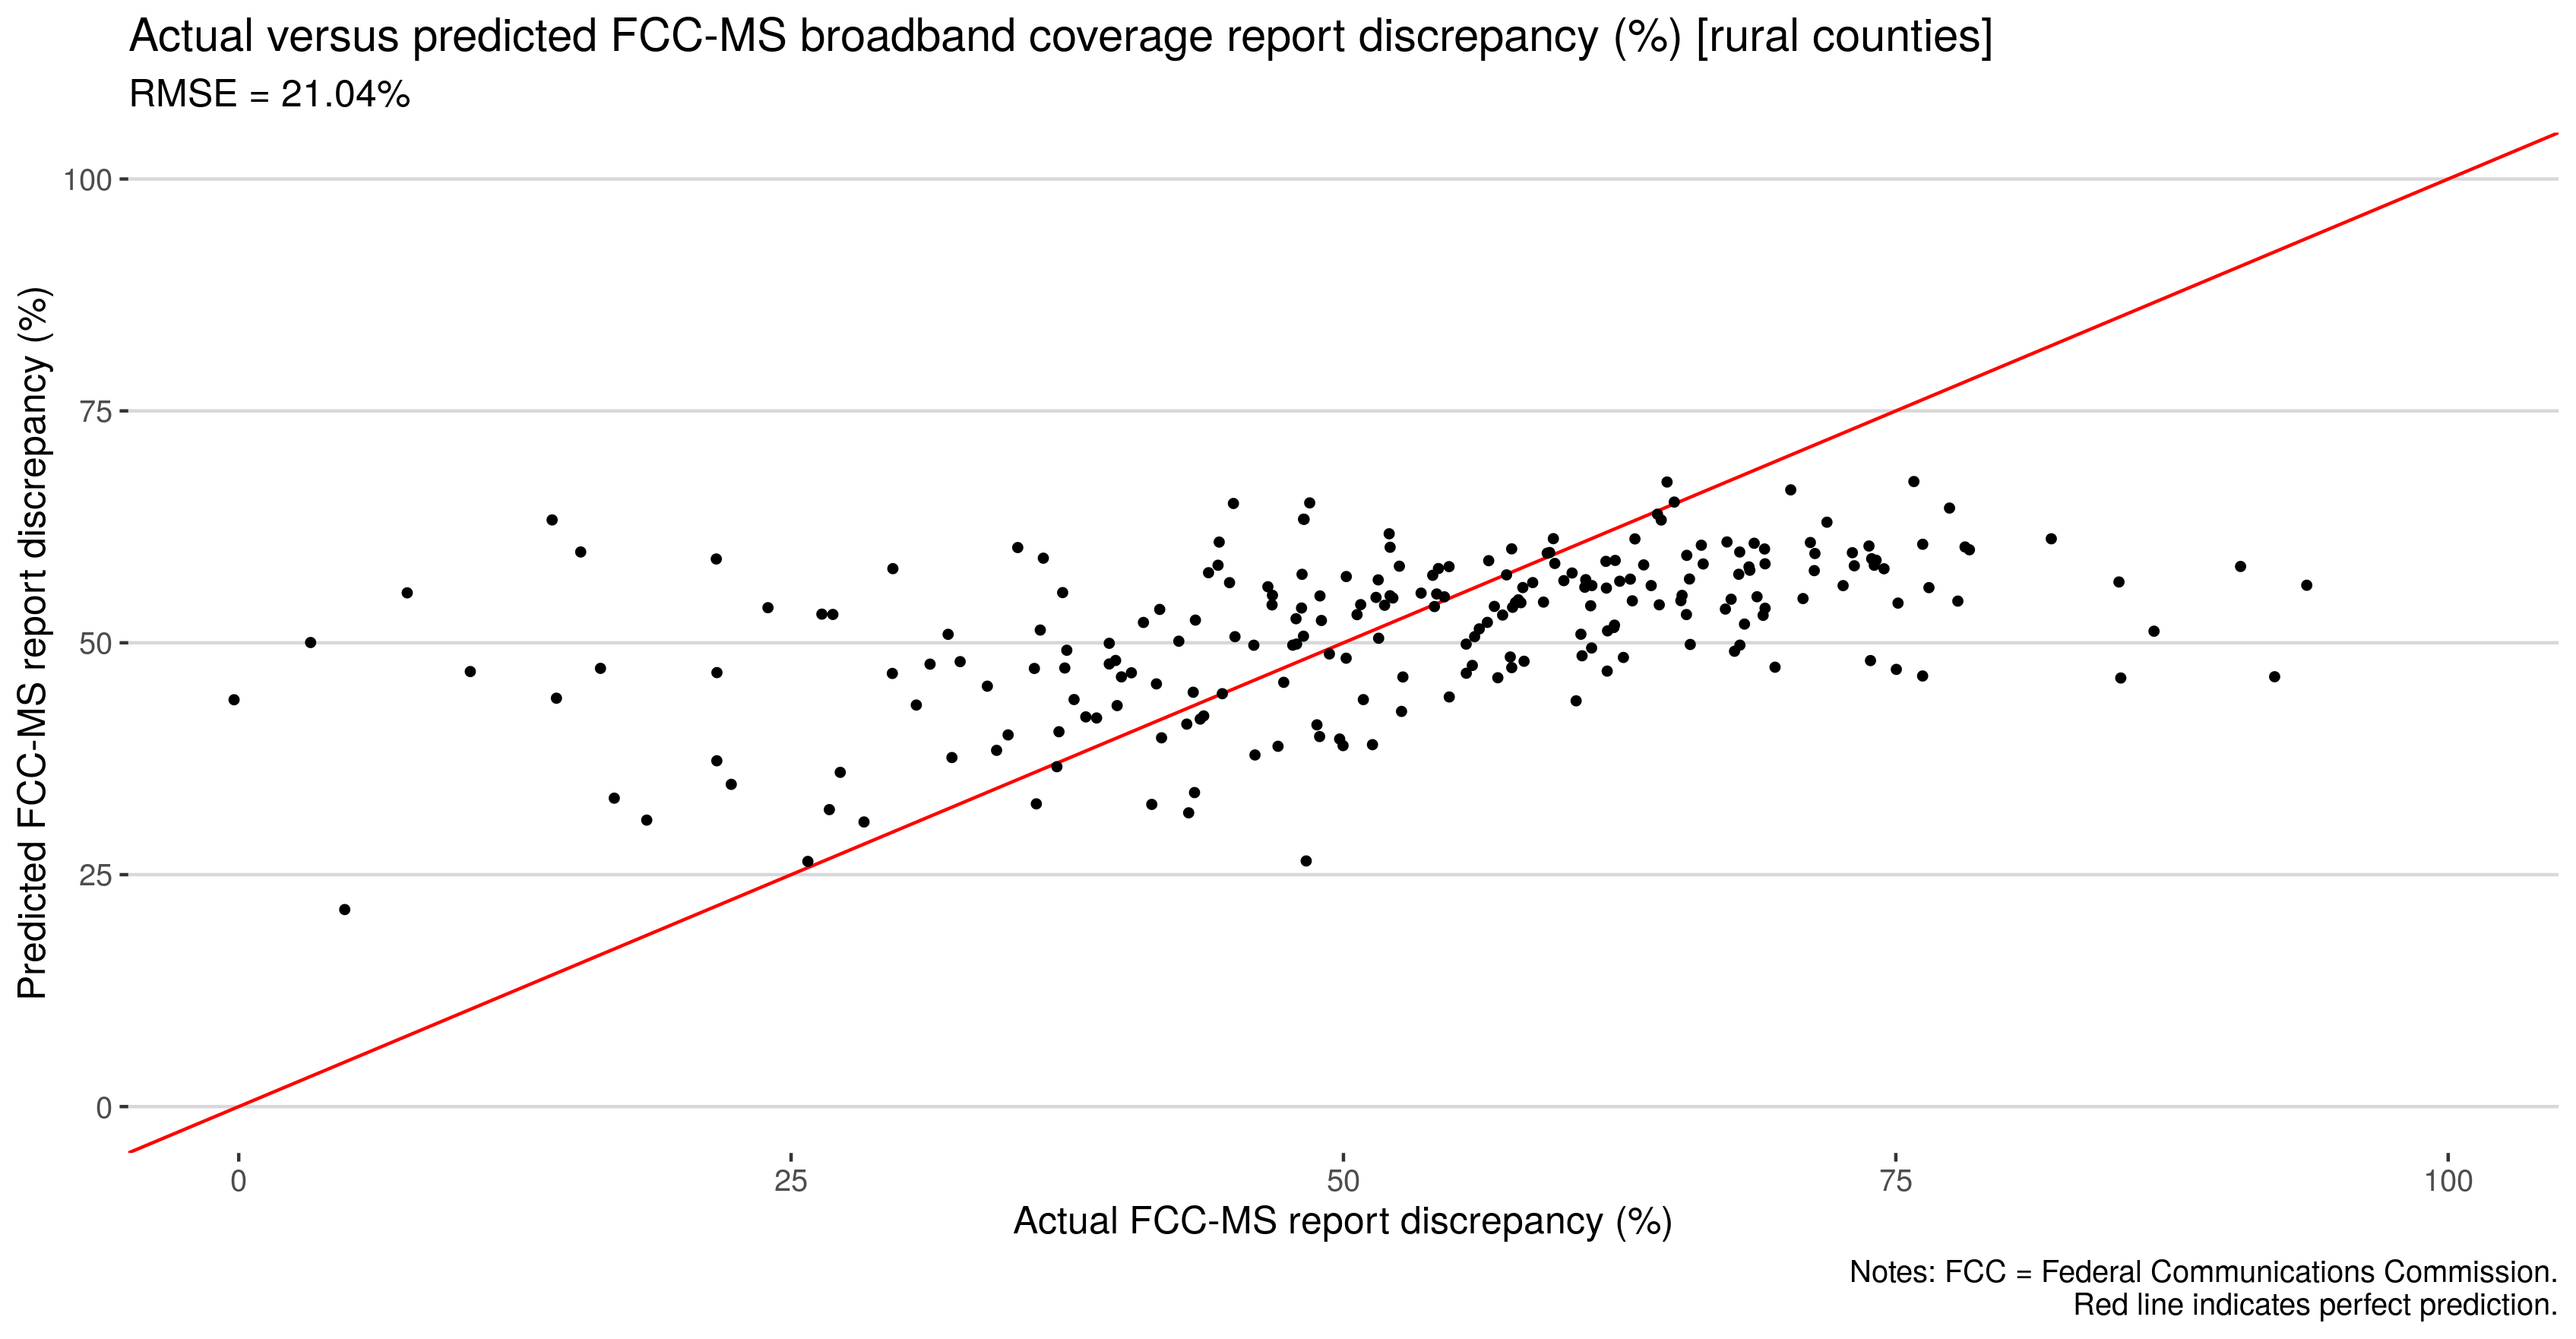 Actual versus predicted FCC-MS broadband coverage report discrepancy (%) [rural counties]
RMSE = 21.04%
Predicted FCC-MS report discrepancy (%)
100
75
50
25
0
0
25
50
75
100
Actual FCC-MS report discrepancy (%)
Notes: FCC = Federal Communications Commission.
Red line indicates perfect prediction.